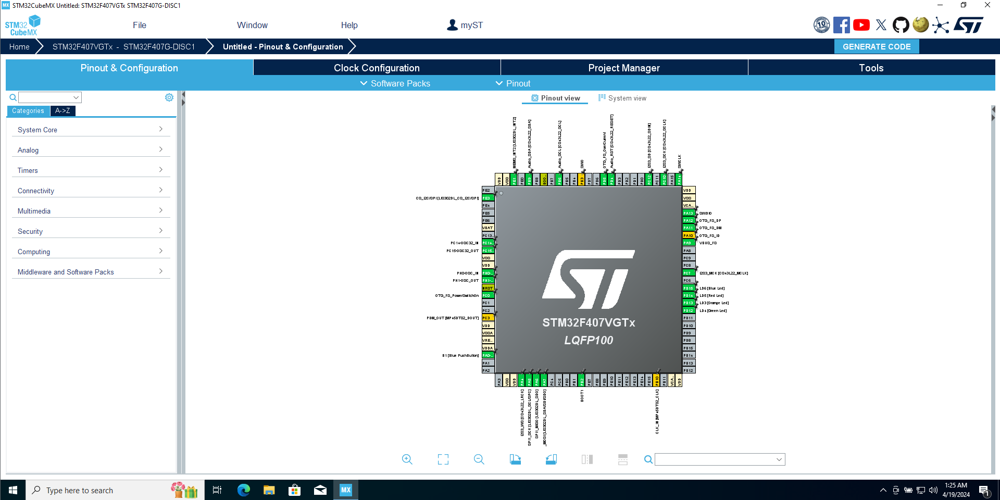 STM32CubeMX Untitled: STM32F407VGTx STM32F407G-DISC1
STM32 CubeMX
File
Window
Help
myST
Home
STM32F407VGTx - STM32F407G-DISC1
Untitled - Pinout & Configuration
GENERATE CODE
Pinout & Configuration
Clock Configuration
Project Manager
Tools
Software Packs
Pinout
Categories
A->Z
System Core
Analog
Timers
Connectivity
Multimedia
Security
Computing
Middleware and Software Packs
Pinout view
System view
MEMS_INT2 [LIS302DL_INT2]
Audio_SDA [CS43L22_SDA]
Audio_SCL [CS43L22_SCL]
SWO
OTG_FS_OverCurrent
Audio_RST [CS43L22_RESET]
I2S3_SD [CS43L22_SDIN]
I2S3_SCK [CS43L22_SCLK]
SWCLK
VDD VSS PE1 PE0 PB9 PB8 BOO.. PB7 PB6 PB5 PB4 PB3 PD7 PD6 PD5 PD4 PD3 PD2 PD1 PD0 PC12 PC11 PC10 PA15 PA14
PE2
CS_I2C/SPI [LIS302DL_CS_I2C/SPI] PE3
PE4
PE5
PE6
VBAT
PC13..
PC14-OSC32_IN PC14..
PC15-OSC32_OUT PC15..
VSS
VDD
PH0-OSC_IN PH0-..
PH1-OSC_OUT PH1-..
NRST
OTG_FS_PowerSwitchOn PC0
PC1
PC2
PDM_OUT [MP45DT02_DOUT] PC3
VDD
VSSA
VRE..
VDDA
B1 [Blue PushButton] PA0-..
PA1
PA2
STM32F407VGTx
LQFP100
VDD
VSS
VCA..
PA13 SWDIO
PA12 OTG_FS_DP
PA11 OTG_FS_DM
PA10 OTG_FS_ID
PA9 VBUS_FS
PA8
PC9
PC8
PC7 I2S3_MCK [CS43L22_MCLK]
PC6
PD15 LD6 [Blue Led]
PD14 LD5 [Red Led]
PD13 LD3 [Orange Led]
PD12 LD4 [Green Led]
PD11
PD10
PD9
PD8
PB15
PB14
PB13
PB12
PA3 VSS VDD PA4 PA5 PA6 PA7 PC4 PC5 PB0 PB1 PB2 PE7 PE8 PE9 PE10 PE11 PE12 PE13 PE14 PE15 PB10 PB11 VCA.. VDD
I2S3_WS [CS43L22_LRCK]
SPI1_SCK [LIS302DL_SCL/SPC]
SPI1_MISO [LIS302DL_SDO]
_MOSI [LIS302DL_SDA/SDI/SDO]
BOOT1
CLK_IN [MP45DT02_CLK]
Type here to search
MX
1:25 AM
4/19/2024
1